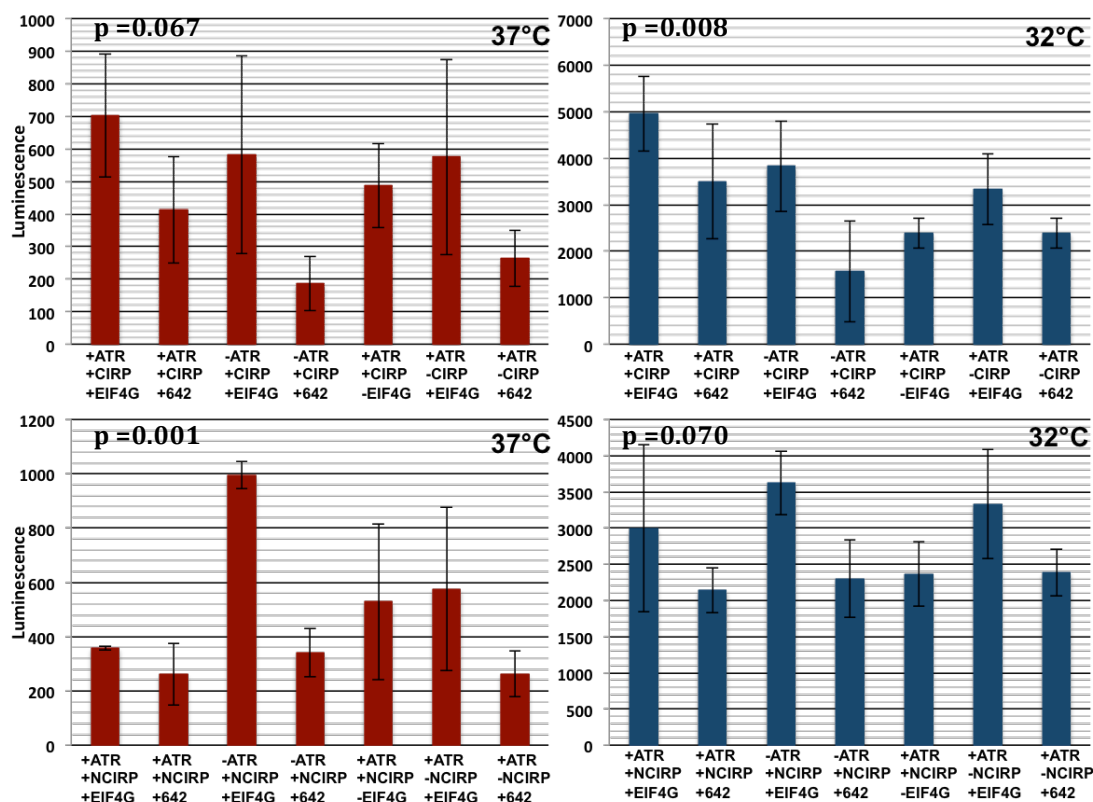 p =0.067
37°C
1000
900
800
700
600
500
400
300
200
100
0
Luminescence
+ATR +ATR -ATR -ATR +ATR +ATR +ATR
+CIRP +CIRP +CIRP +CIRP +CIRP -CIRP -CIRP
+EIF4G +642 +EIF4G +642 -EIF4G +EIF4G +642
p =0.008
32°C
7000
6000
5000
4000
3000
2000
1000
0
+ATR +ATR -ATR -ATR +ATR +ATR +ATR
+CIRP +CIRP +CIRP +CIRP +CIRP -CIRP -CIRP
+EIF4G +642 +EIF4G +642 -EIF4G +EIF4G +642
p =0.001
37°C
1200
1000
800
600
400
200
0
Luminescence
+ATR +ATR -ATR -ATR +ATR +ATR +ATR
+NCIRP +NCIRP +NCIRP +NCIRP +NCIRP -NCIRP -NCIRP
+EIF4G +642 +EIF4G +642 -EIF4G +EIF4G +642
p =0.070
32°C
4500
4000
3500
3000
2500
2000
1500
1000
500
0
+ATR +ATR -ATR -ATR +ATR +ATR +ATR
+NCIRP +NCIRP +NCIRP +NCIRP +NCIRP -NCIRP -NCIRP
+EIF4G +642 +EIF4G +642 -EIF4G +EIF4G +642